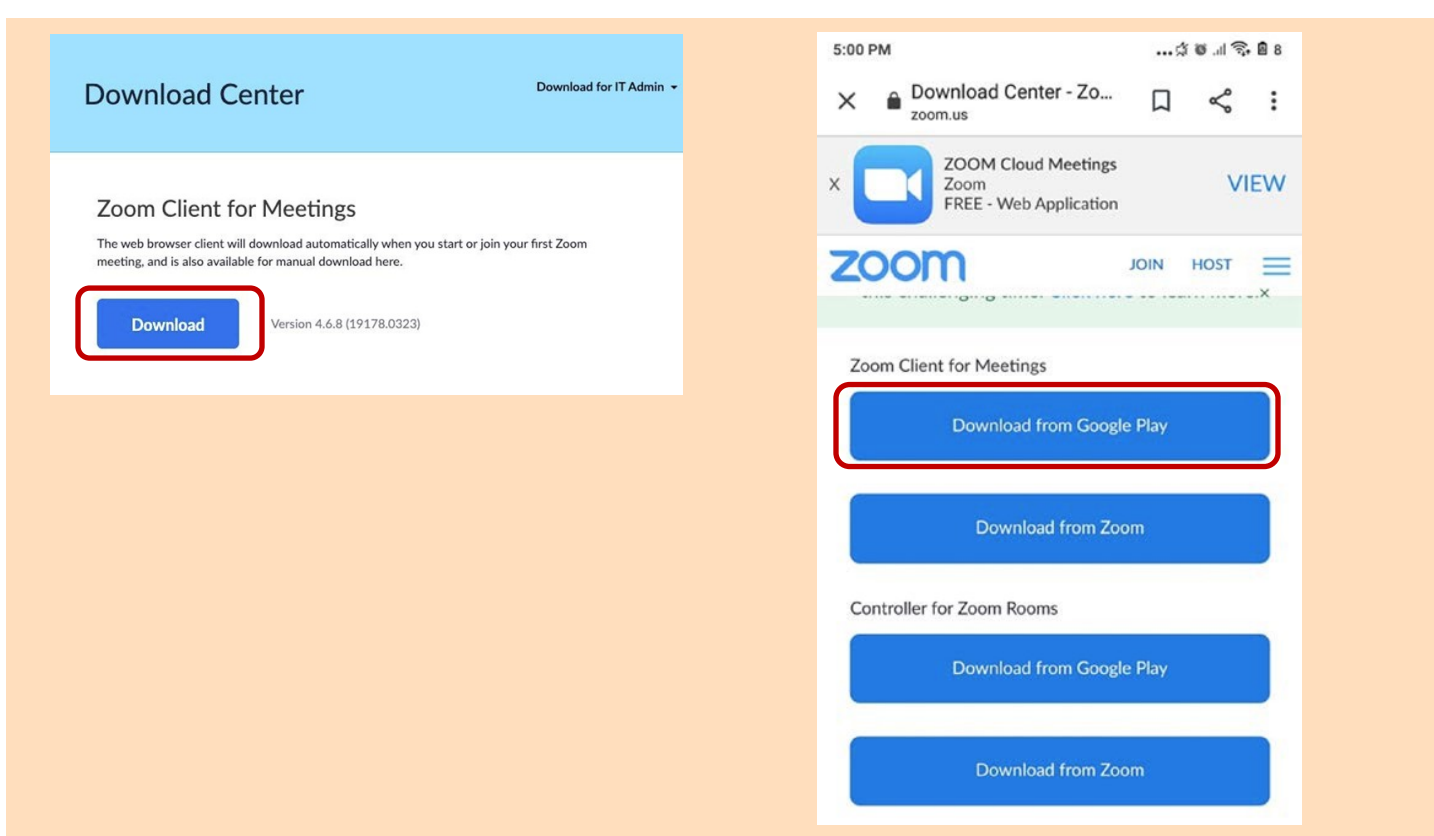 Download Center
Download for IT Admin
Zoom Client for Meetings
The web browser client will download automatically when you start or join your first Zoom
meeting, and is also available for manual download here.
Download
Version 4.6.8 (19178.0323)
5:00 PM
8
Download Center - Zo...
zoom.us
X
ZOOM Cloud Meetings
Zoom
FREE - Web Application
VIEW
zoom
JOIN HOST
x
Zoom Client for Meetings
Download from Google Play
Download from Zoom
Controller for Zoom Rooms
Download from Google Play
Download from Zoom